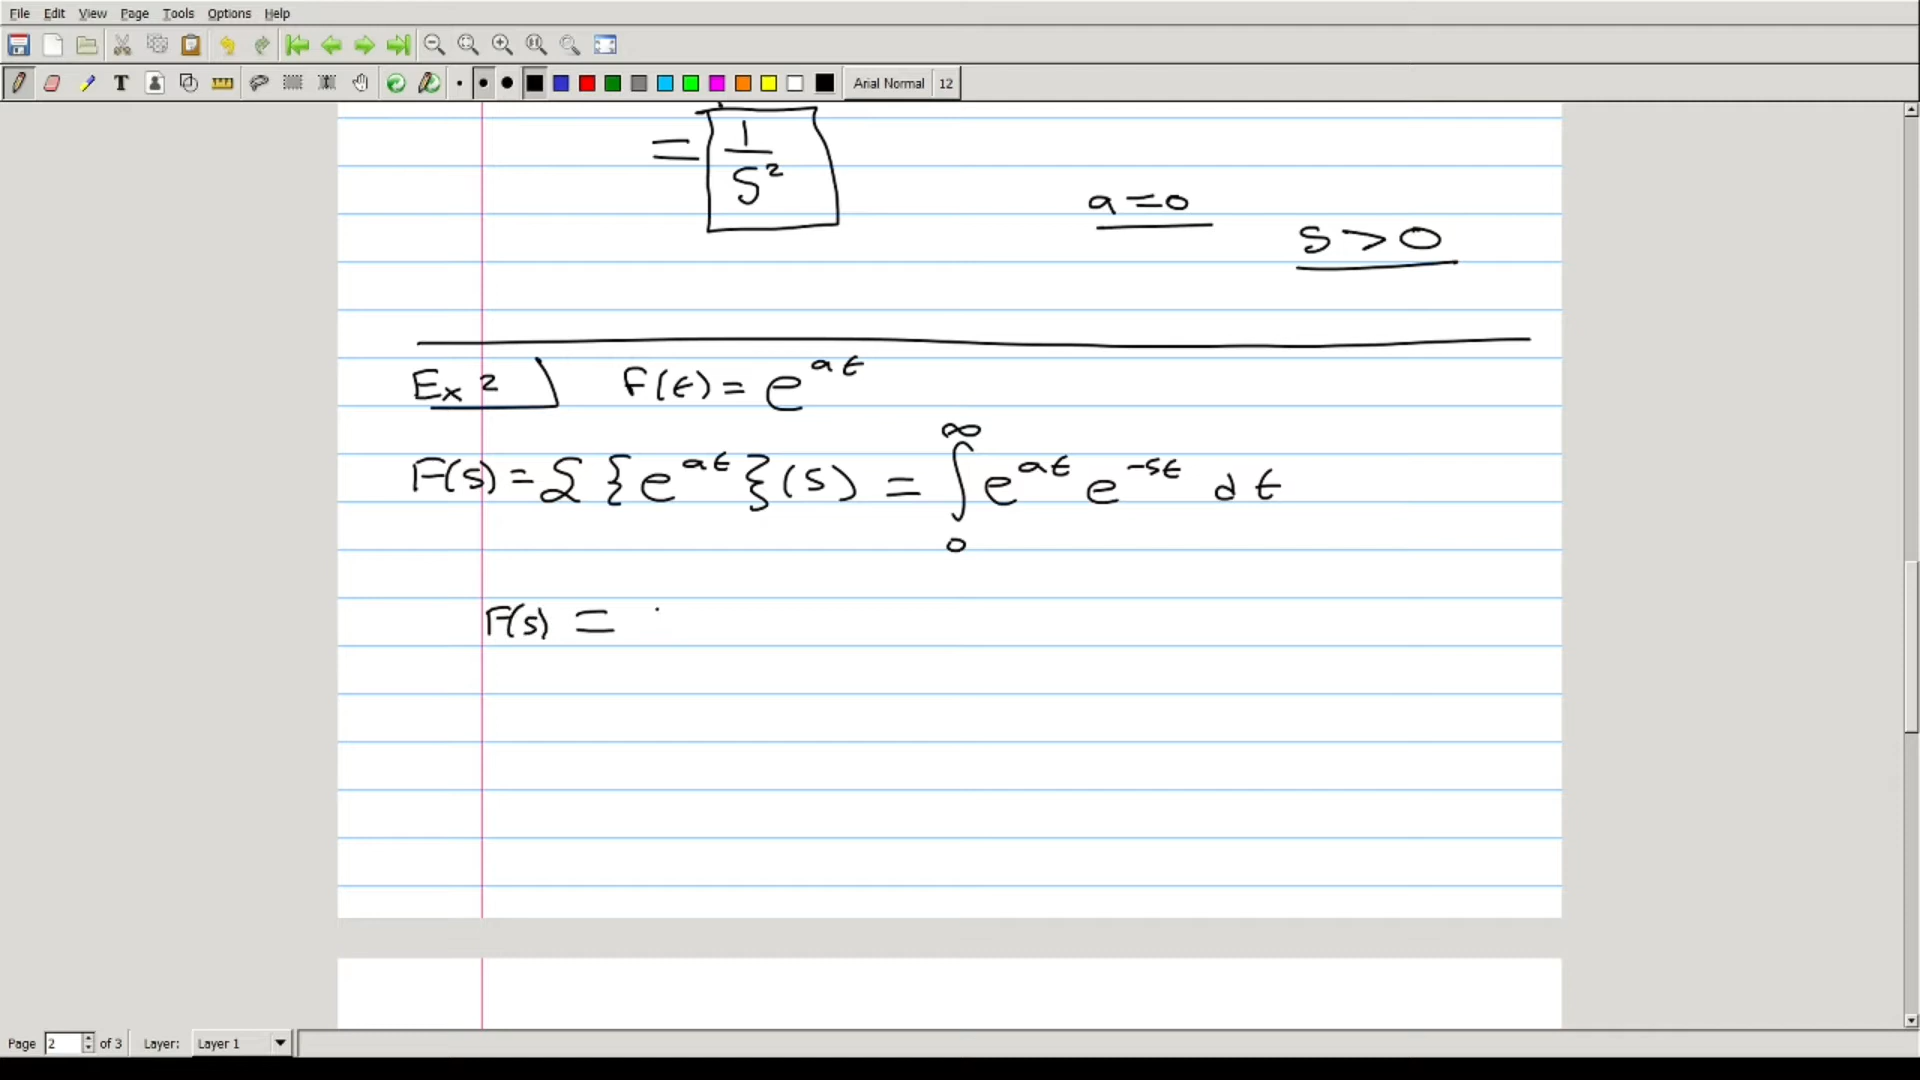 File Edit View Page Tools Options Help
T Arial Normal 12
= 1/S²
a = 0
s > 0
Ex 2 F(t) = e^{at}
F(s) = ℒ{e^{at}}(s) = ∫_0^∞ e^{at} e^{-st} dt
F(s) =
Page 2 of 3 Layer: Layer 1